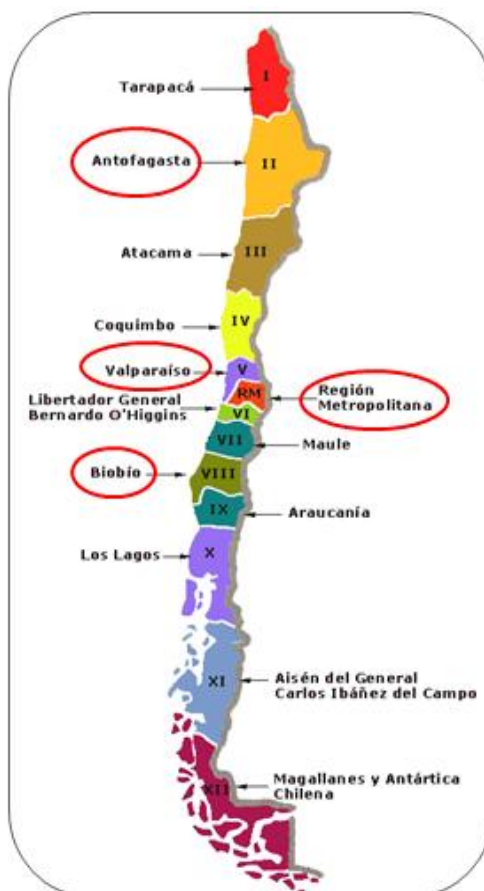 I
Tarapacá
Antofagasta
II
Atacama
III
IV
Coquimbo
Valparaíso
V
RM
Región
Metropolitana
Libertador General
Bernardo O'Higgins
VI
VII
Maule
Biobío
VIII
IX
Araucanía
Los Lagos
X
XI
Aisén del General
Carlos Ibáñez del Campo
XII
Magallanes y Antártica
Chilena